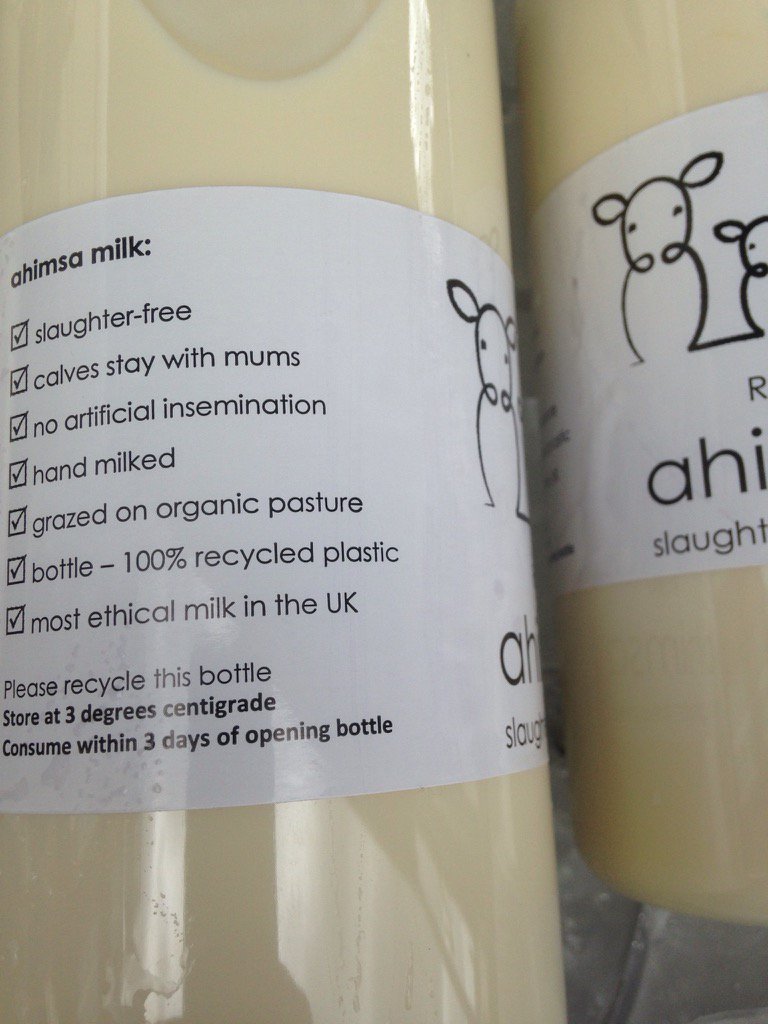 ahimsa milk:
☑ slaughter-free
☑ calves stay with mums
☑ no artificial insemination
☑ hand milked
☑ grazed on organic pasture
☑ bottle – 100% recycled plastic
☑ most ethical milk in the UK
Please recycle this bottle
Store at 3 degrees centigrade
Consume within 3 days of opening bottle
ah
slaug
R
ahi
slaught